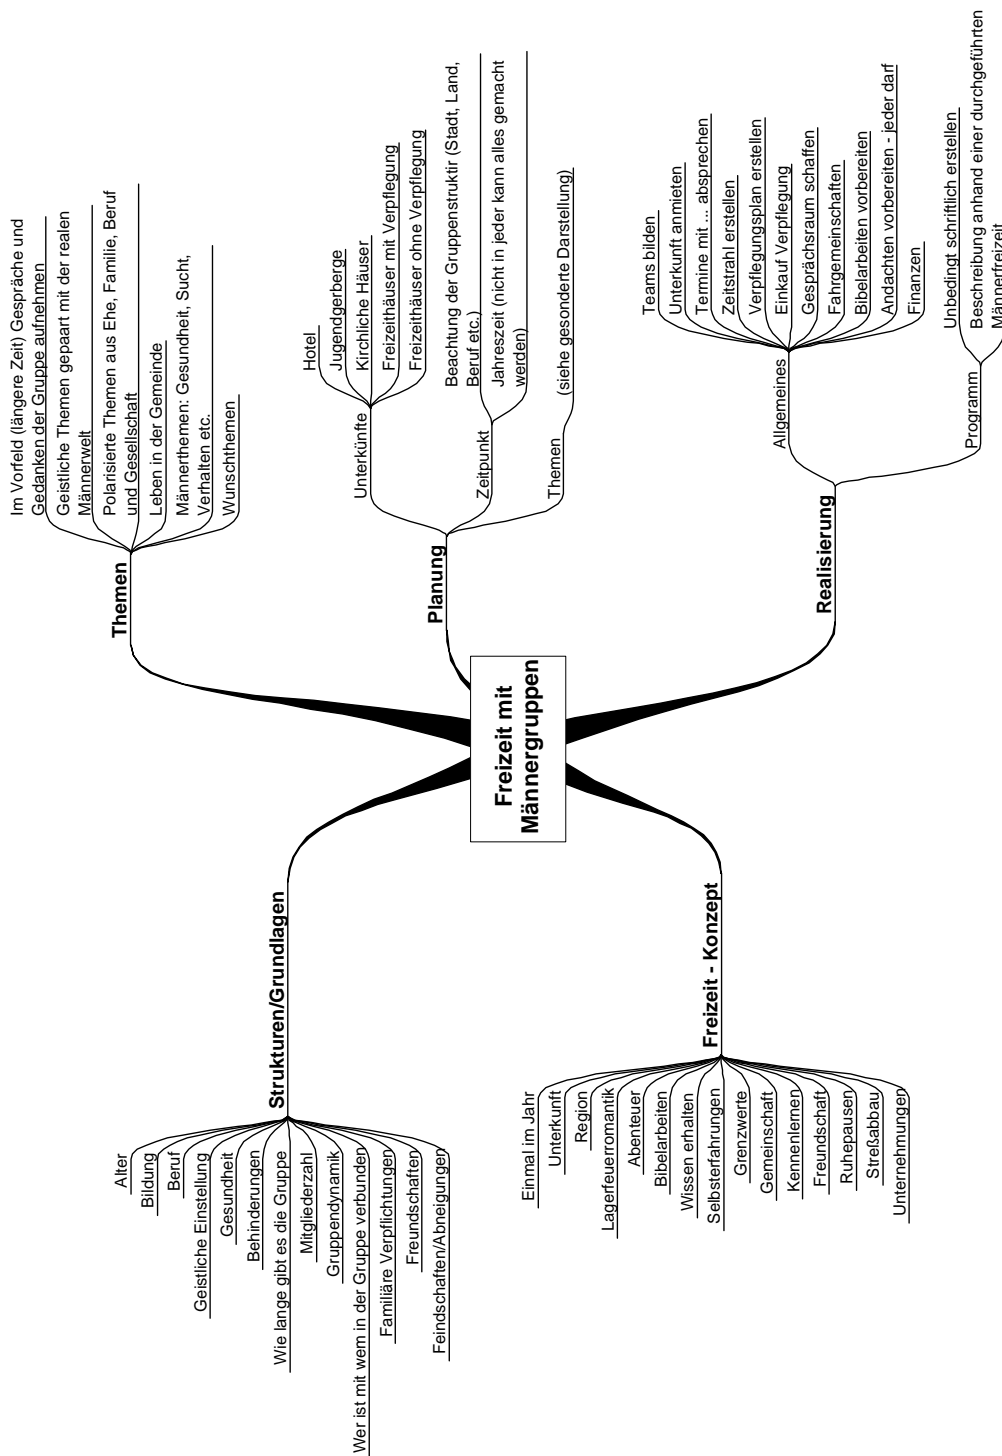 Freizeit mit
Männergruppen
Themen
Im Vorfeld (längere Zeit) Gespräche und
Gedanken der Gruppe aufnehmen
Geistliche Themen gepaart mit der realen
Männerwelt
Polarisierte Themen aus Ehe, Familie, Beruf
und Gesellschaft
Leben in der Gemeinde
Männerthemen: Gesundheit, Sucht,
Verhalten etc.
Wunschthemen
Planung
Unterkünfte
Hotel
Jugendgerberge
Kirchliche Häuser
Freizeithäuser mit Verpflegung
Freizeithäuser ohne Verpflegung
Zeitpunkt
Beachtung der Gruppenstruktir (Stadt, Land,
Beruf etc.)
Jahreszeit (nicht in jeder kann alles gemacht
werden)
Themen
(siehe gesonderte Darstellung)
Realisierung
Allgemeines
Teams bilden
Unterkunft anmieten
Termine mit ... absprechen
Zeitstrahl erstellen
Verpflegungsplan erstellen
Einkauf Verpflegung
Gesprächsraum schaffen
Fahrgemeinschaften
Bibelarbeiten vorbereiten
Andachten vorbereiten - jeder darf
Finanzen
Programm
Unbedingt schriftlich erstellen
Beschreibung anhand einer durchgeführten
Männerfreizeit
Strukturen/Grundlagen
Alter
Bildung
Beruf
Geistliche Einstellung
Gesundheit
Behinderungen
Wie lange gibt es die Gruppe
Mitgliederzahl
Gruppendynamik
Wer ist mit wem in der Gruppe verbunden
Familiäre Verpflichtungen
Freundschaften
Feindschaften/Abneigungen
Freizeit - Konzept
Einmal im Jahr
Unterkunft
Region
Lagerfeuerromantik
Abenteuer
Bibelarbeiten
Wissen erhalten
Selbsterfahrungen
Grenzwerte
Gemeinschaft
Kennenlernen
Freundschaft
Ruhepausen
Streßabbau
Unternehmungen